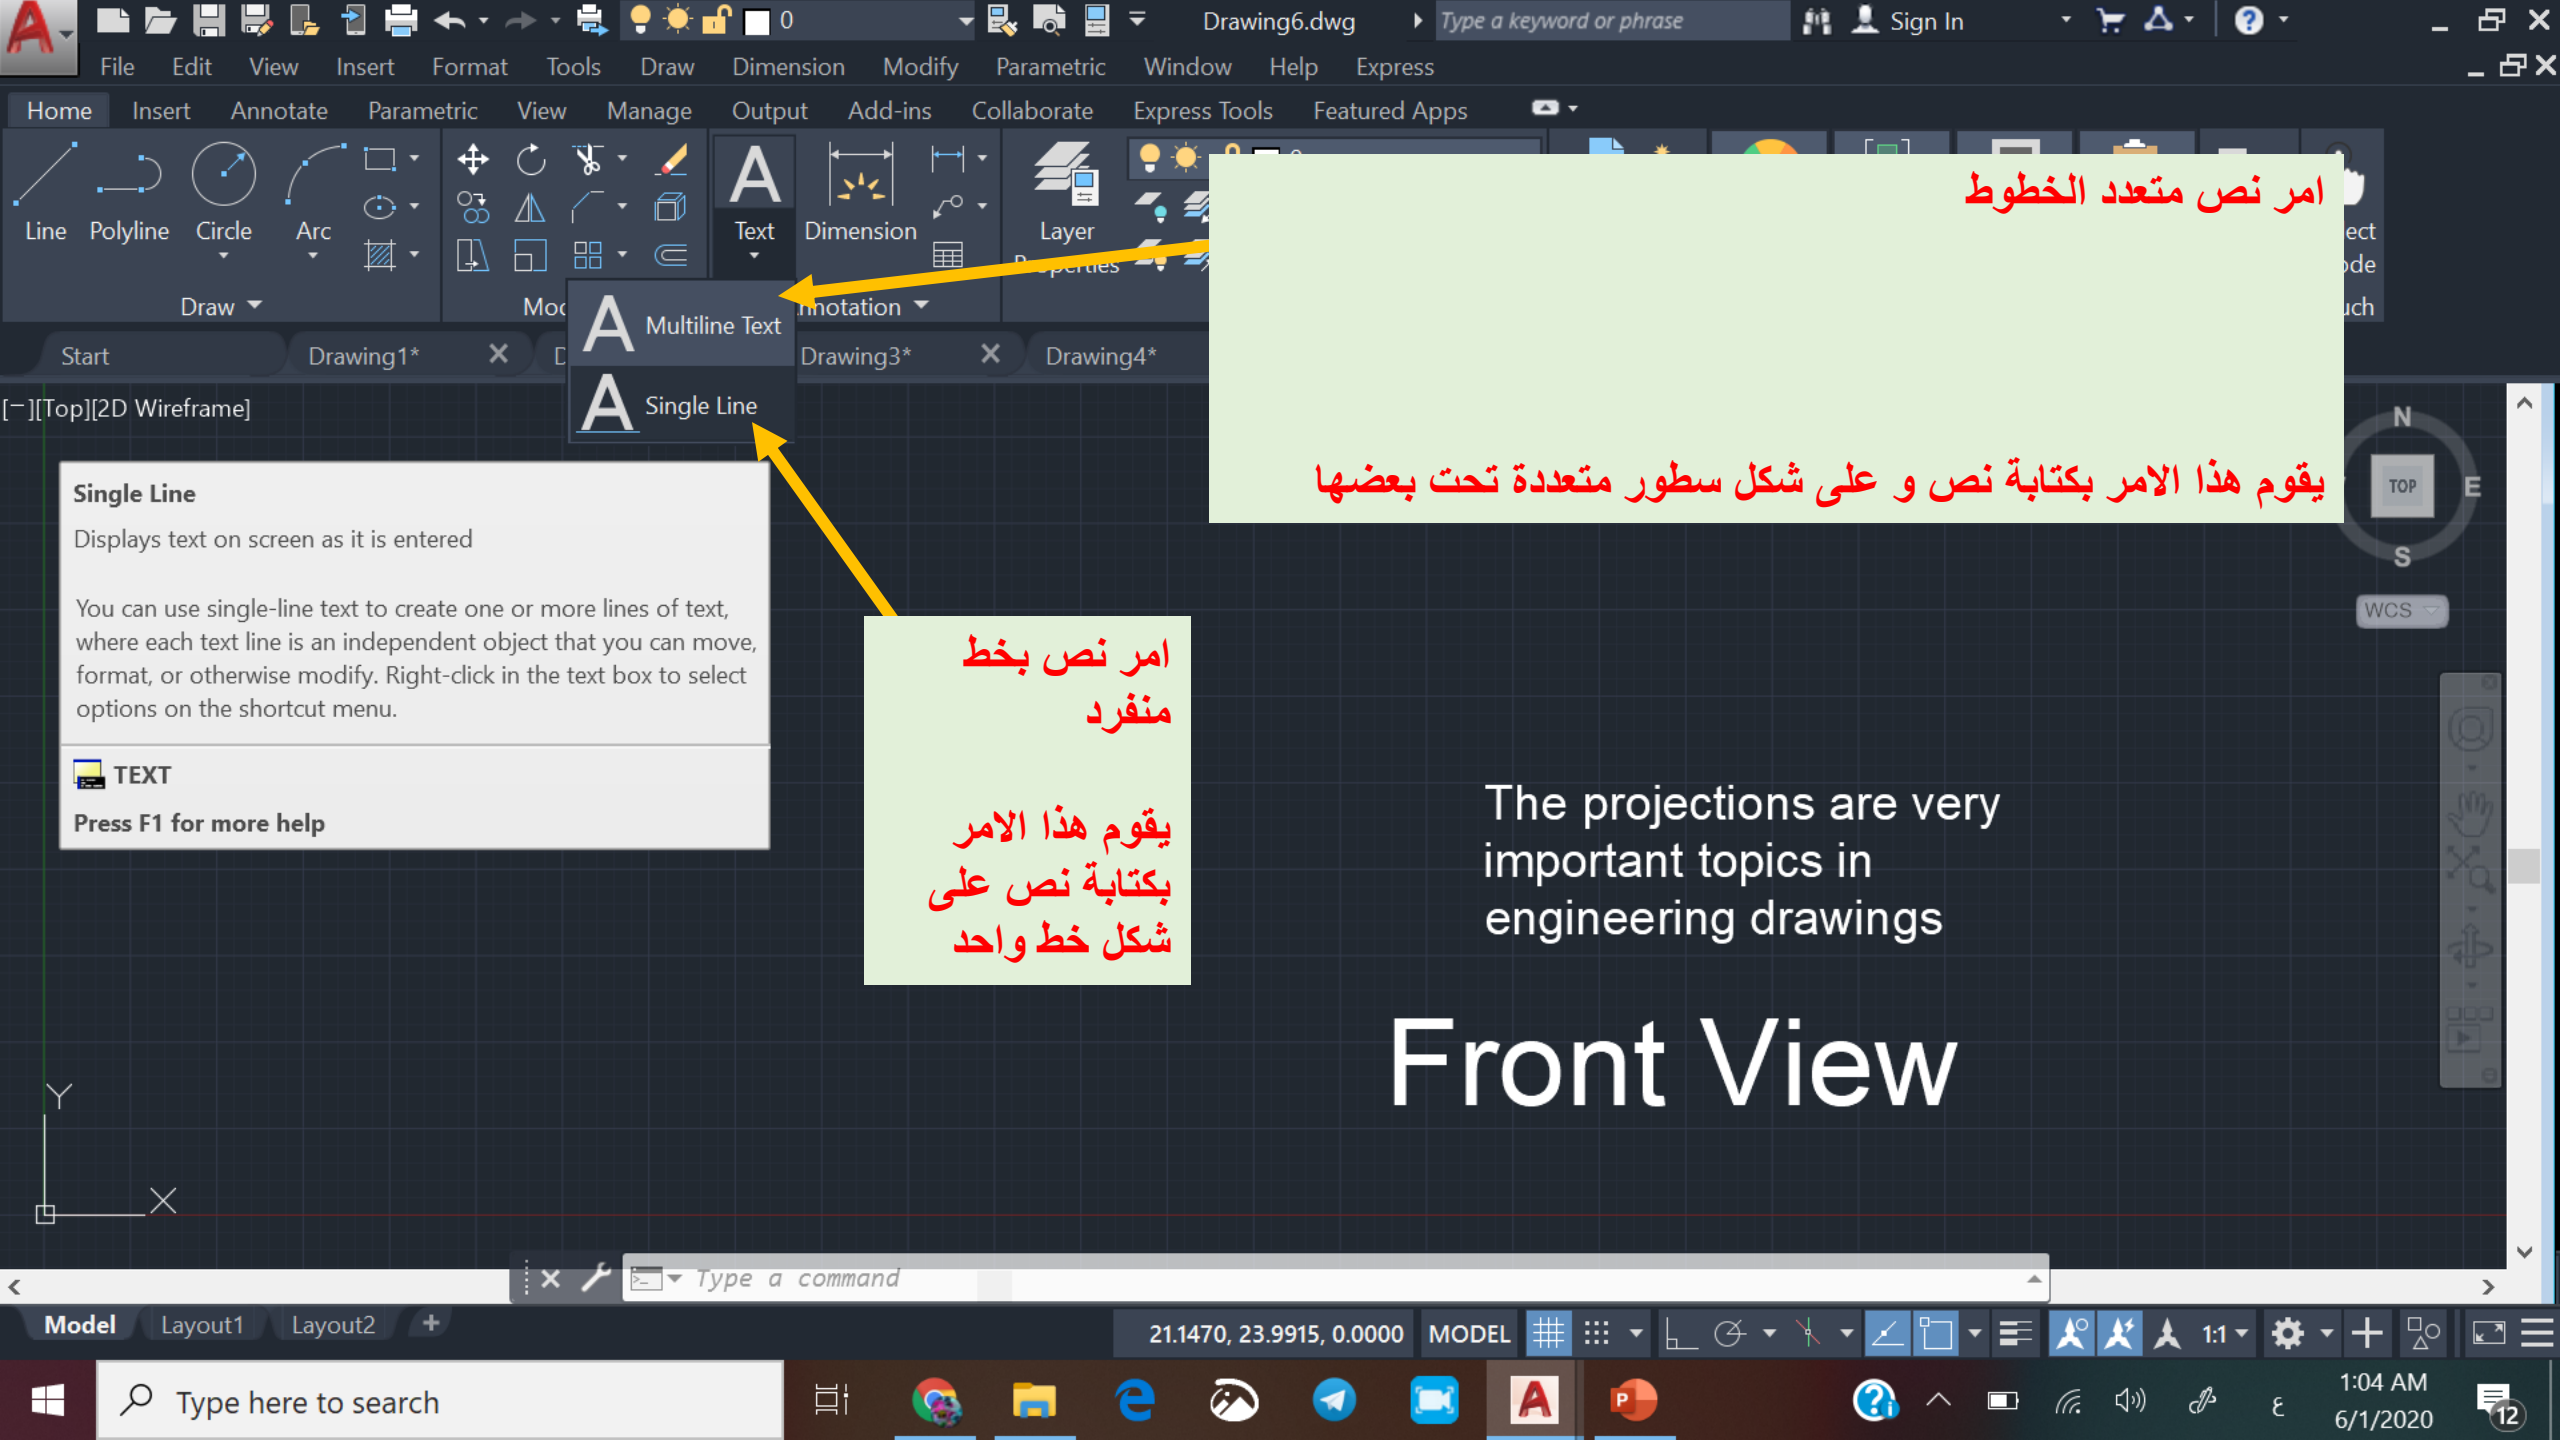 0
Drawing6.dwg
Type a keyword or phrase
Sign In
File Edit View Insert Format Tools Draw Dimension Modify Parametric Window Help Express
Home Insert Annotate Parametric View Manage Output Add-ins Collaborate Express Tools Featured Apps
Line Polyline Circle Arc
Text Dimension
Layer
Draw
Start Drawing1* Drawing3* Drawing4*
Multiline Text
Single Line
[−][Top][2D Wireframe]
امر نص متعدد الخطوط
يقوم هذا الامر بكتابة نص و على شكل سطور متعددة تحت بعضها
Single Line
Displays text on screen as it is entered
You can use single-line text to create one or more lines of text,
where each text line is an independent object that you can move,
format, or otherwise modify. Right-click in the text box to select
options on the shortcut menu.
TEXT
Press F1 for more help
امر نص بخط
منفرد
يقوم هذا الامر
بكتابة نص على
شكل خط واحد
N
TOP
E
S
WCS
The projections are very
important topics in
engineering drawings
Front View
Y
X
Type a command
Model Layout1 Layout2 +
21.1470, 23.9915, 0.0000 MODEL
1:1
Type here to search
ع
1:04 AM
6/1/2020
12